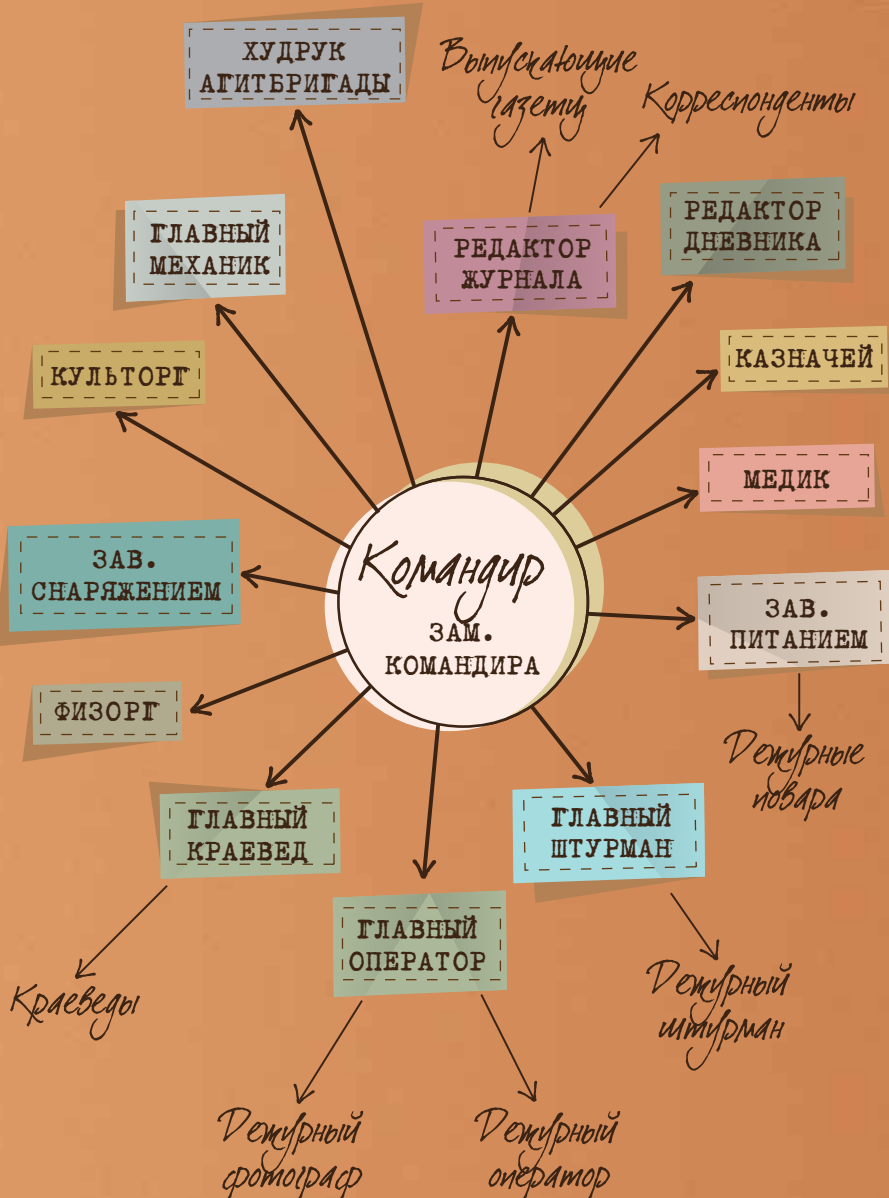 ХУДРУК
АГИТБРИГАДЫ
Выпускающие
газету
Корреспонденты
ГЛАВНЫЙ
МЕХАНИК
РЕДАКТОР
ЖУРНАЛА
РЕДАКТОР
ДНЕВНИКА
КУЛЬТОРГ
КАЗНАЧЕЙ
МЕДИК
ЗАВ.
СНАРЯЖЕНИЕМ
Командир
ЗАМ.
КОМАНДИРА
ЗАВ.
ПИТАНИЕМ
ФИЗОРГ
Дежурные
повара
ГЛАВНЫЙ
КРАЕВЕД
ГЛАВНЫЙ
ШТУРМАН
ГЛАВНЫЙ
ОПЕРАТОР
Краеведы
Дежурный
штурман
Дежурный
фотограф
Дежурный
оператор